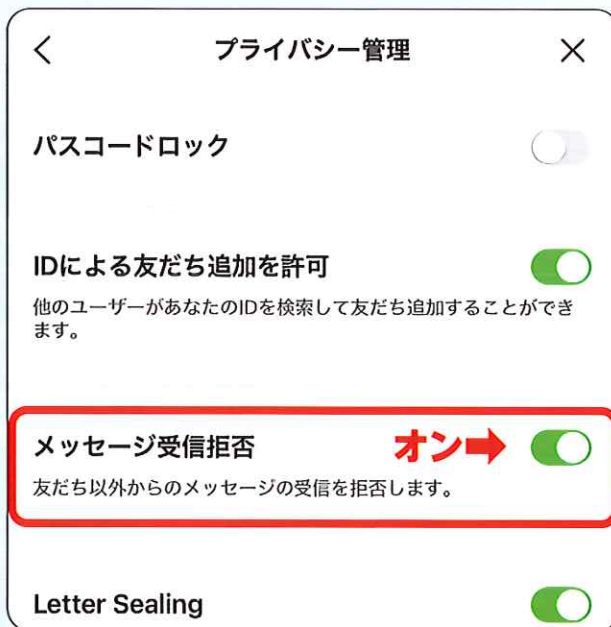 プライバシー管理
パスコードロック
IDによる友だち追加を許可
他のユーザーがあなたのIDを検索して友だち追加することができ
ます。
メッセージ受信拒否 オン
友だち以外からのメッセージの受信を拒否します。
Letter Sealing